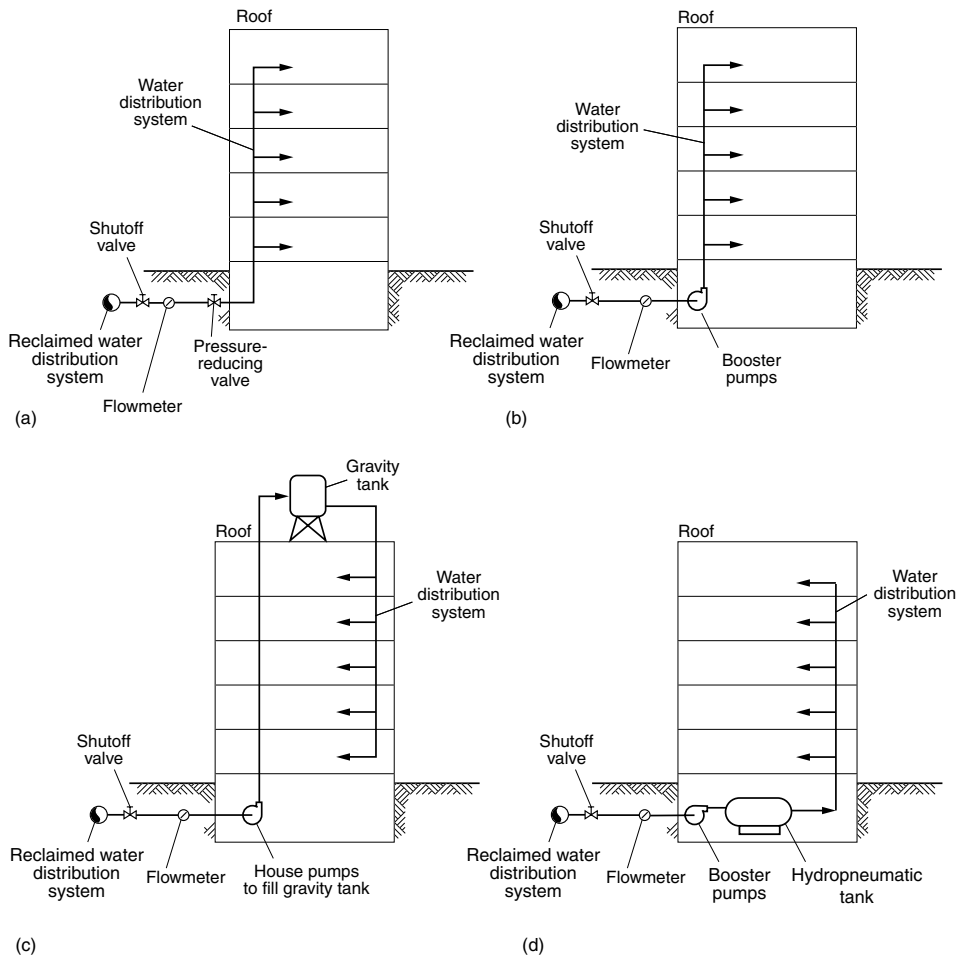 Roof
Water
distribution
system
Shutoff
valve
Reclaimed water
distribution
system
Pressure-
reducing
valve
Flowmeter
(a)
Roof
Water
distribution
system
Shutoff
valve
Reclaimed water
distribution
system
Flowmeter
Booster
pumps
(b)
Gravity
tank
Roof
Water
distribution
system
Shutoff
valve
Reclaimed water
distribution
system
Flowmeter
House pumps
to fill gravity tank
(c)
Roof
Water
distribution
system
Shutoff
valve
Reclaimed water
distribution
system
Flowmeter
Booster
pumps
Hydropneumatic
tank
(d)